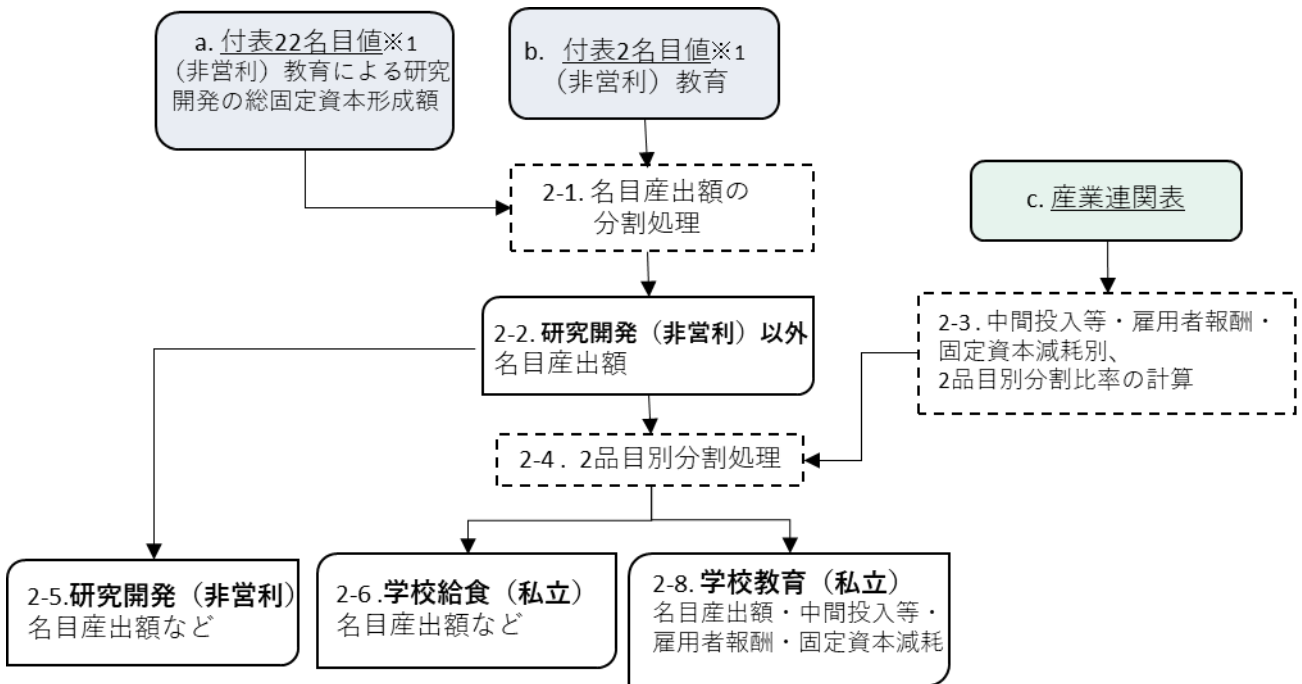 a. 付表22名目値※1
（非営利）教育による研究
開発の総固定資本形成額
b. 付表2名目値※1
（非営利）教育
2-1. 名目産出額の
分割処理
c. 産業連関表
2-2. 研究開発（非営利）以外
名目産出額
2-3 . 中間投入等・雇用者報酬・
固定資本減耗別、
2品目別分割比率の計算
2-4 . 2品目別分割処理
2-5.研究開発（非営利）
名目産出額など
2-6 .学校給食（私立）
名目産出額など
2-8. 学校教育（私立）
名目産出額・中間投入等・
雇用者報酬・固定資本減耗